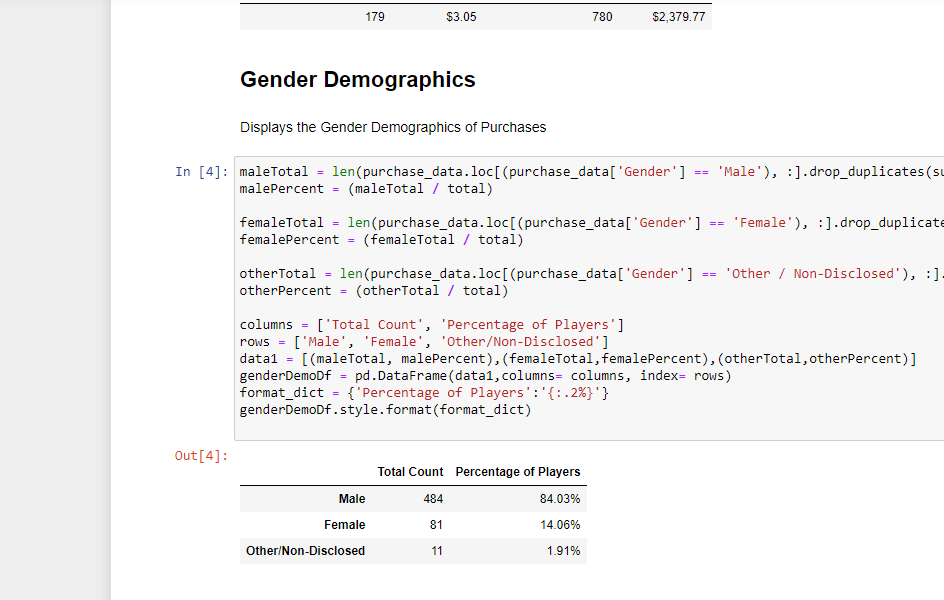 179 $3.05 780 $2,379.77
Gender Demographics
Displays the Gender Demographics of Purchases
In [4]: maleTotal = len(purchase_data.loc[(purchase_data['Gender'] == 'Male'), :].drop_duplicates(su
malePercent = (maleTotal / total)
femaleTotal = len(purchase_data.loc[(purchase_data['Gender'] == 'Female'), :].drop_duplicate
femalePercent = (femaleTotal / total)
otherTotal = len(purchase_data.loc[(purchase_data['Gender'] == 'Other / Non-Disclosed'), :].
otherPercent = (otherTotal / total)
columns = ['Total Count', 'Percentage of Players']
rows = ['Male', 'Female', 'Other/Non-Disclosed']
data1 = [(maleTotal, malePercent),(femaleTotal,femalePercent),(otherTotal,otherPercent)]
genderDemoDf = pd.DataFrame(data1,columns= columns, index= rows)
format_dict = {'Percentage of Players':'{:.2%}'}
genderDemoDf.style.format(format_dict)
Out[4]:
Total Count Percentage of Players
Male 484 84.03%
Female 81 14.06%
Other/Non-Disclosed 11 1.91%